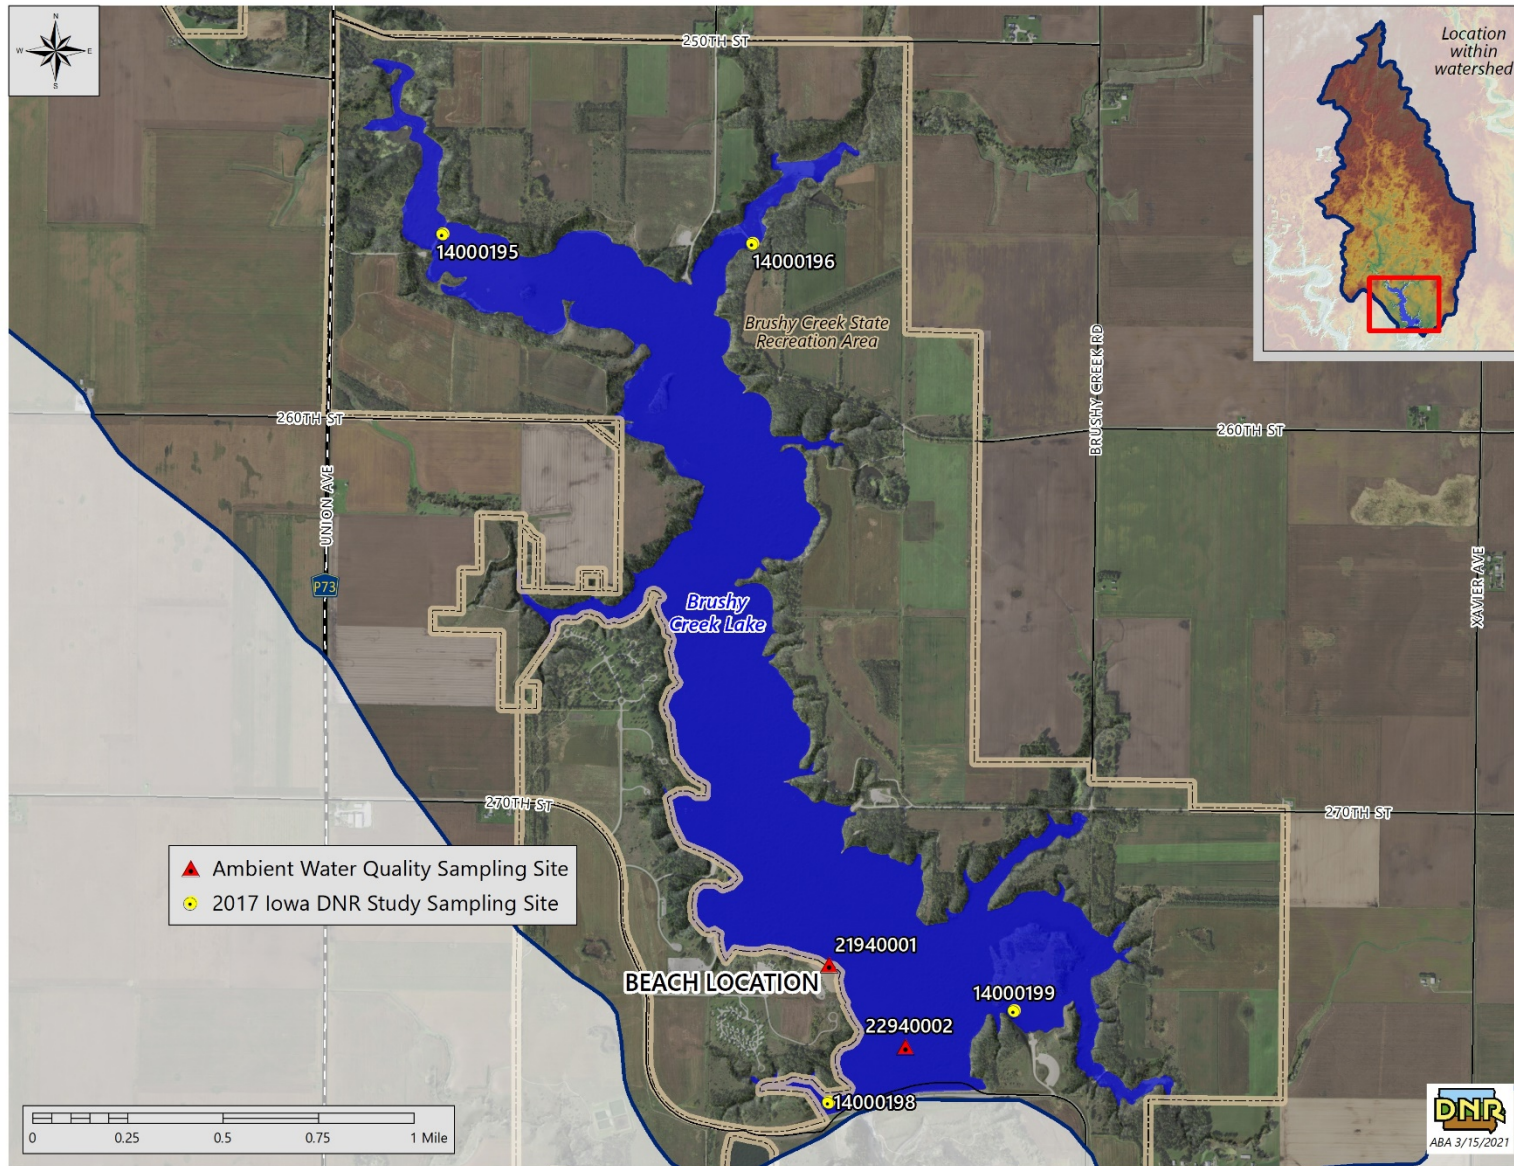 N
W E
S
250TH ST
Location
within
watershed
14000195
14000196
Brushy Creek State
Recreation Area
BRUSHY CREEK RD
260TH ST
260TH ST
UNION AVE
XAVIER AVE
P73
Brushy
Creek Lake
270TH ST
270TH ST
Ambient Water Quality Sampling Site
2017 Iowa DNR Study Sampling Site
21940001
BEACH LOCATION
14000199
22940002
14000198
0 0.25 0.5 0.75 1 Mile
DNR
ABA 3/15/2021